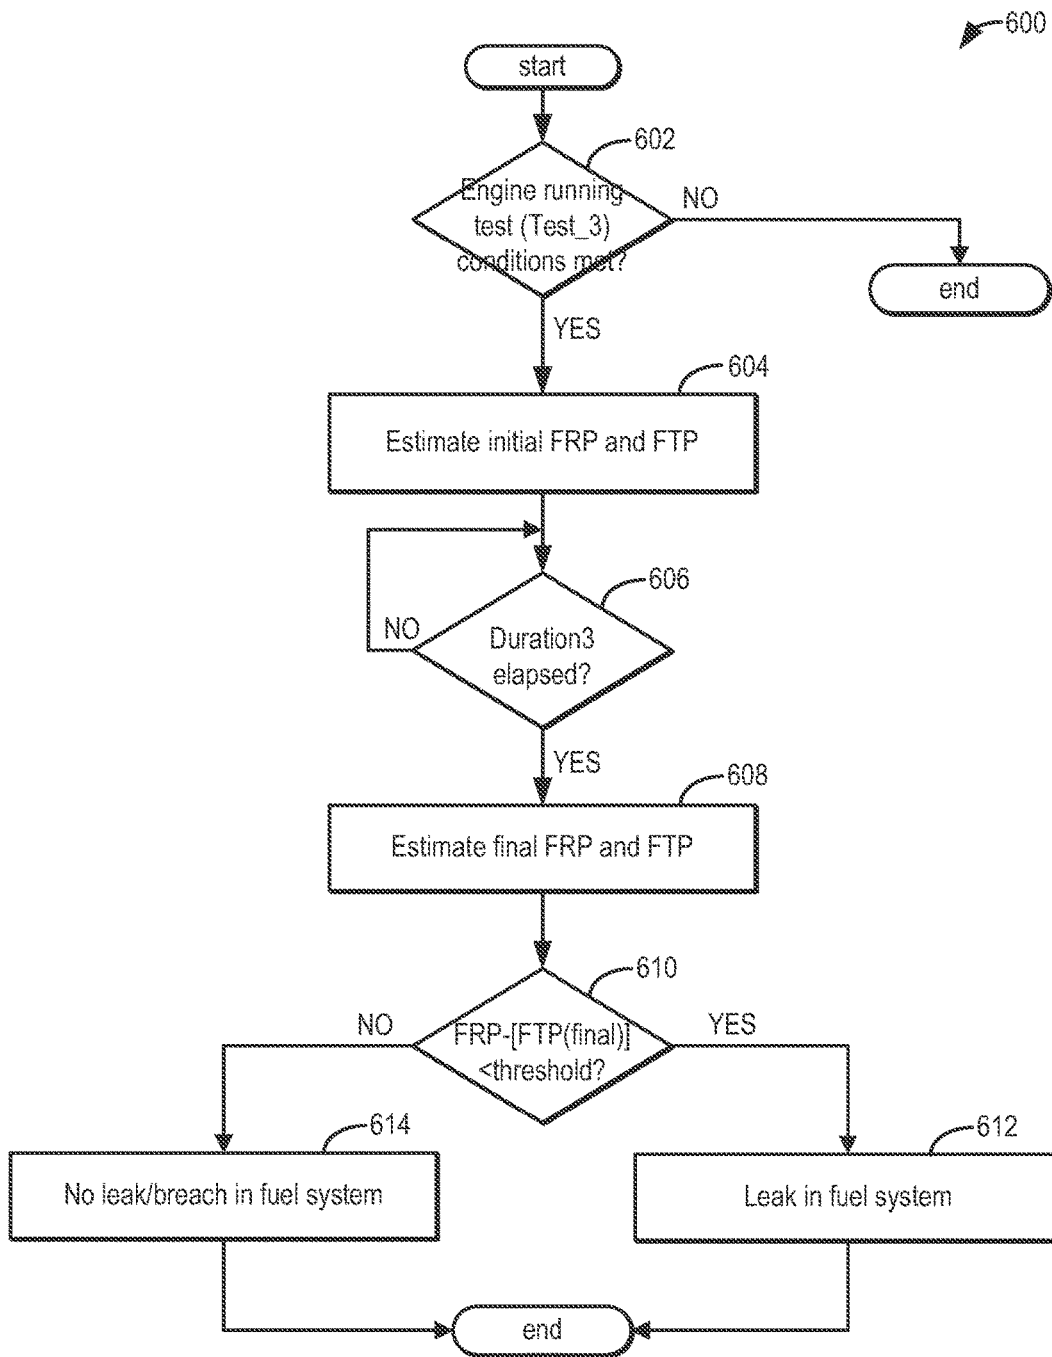 600
start
602
Engine running
test (Test_3)
conditions met?
NO
end
YES
604
Estimate initial FRP and FTP
606
NO
Duration3
elapsed?
YES
608
Estimate final FRP and FTP
610
NO
FRP-[FTP(final)]
<threshold?
YES
614
No leak/breach in fuel system
612
Leak in fuel system
end